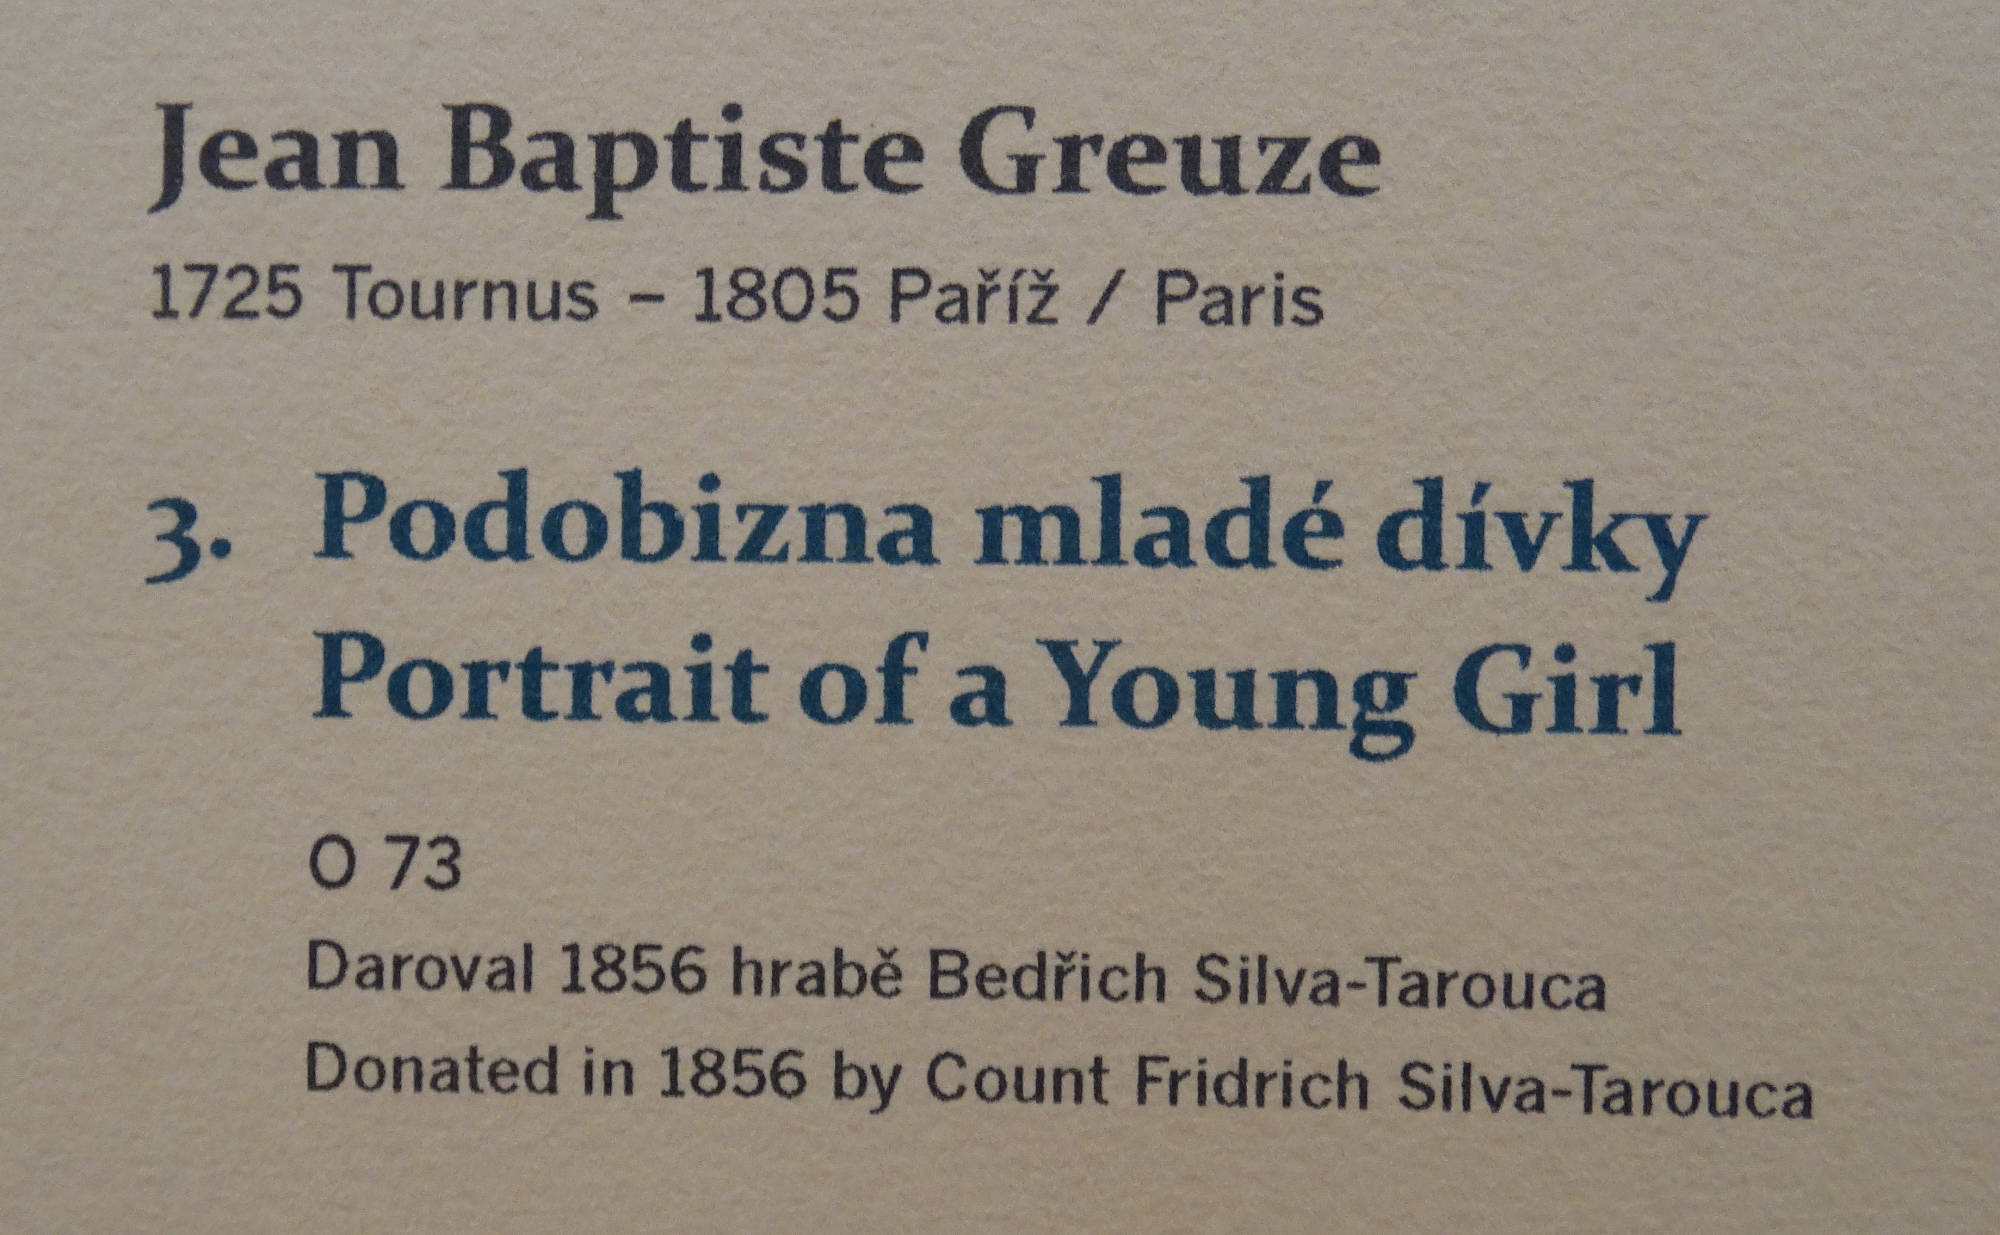 Jean Baptiste Greuze
1725 Tournus – 1805 Paříž / Paris
3. Podobizna mladé dívky
Portrait of a Young Girl
O 73
Daroval 1856 hrabě Bedřich Silva-Tarouca
Donated in 1856 by Count Fridrich Silva-Tarouca